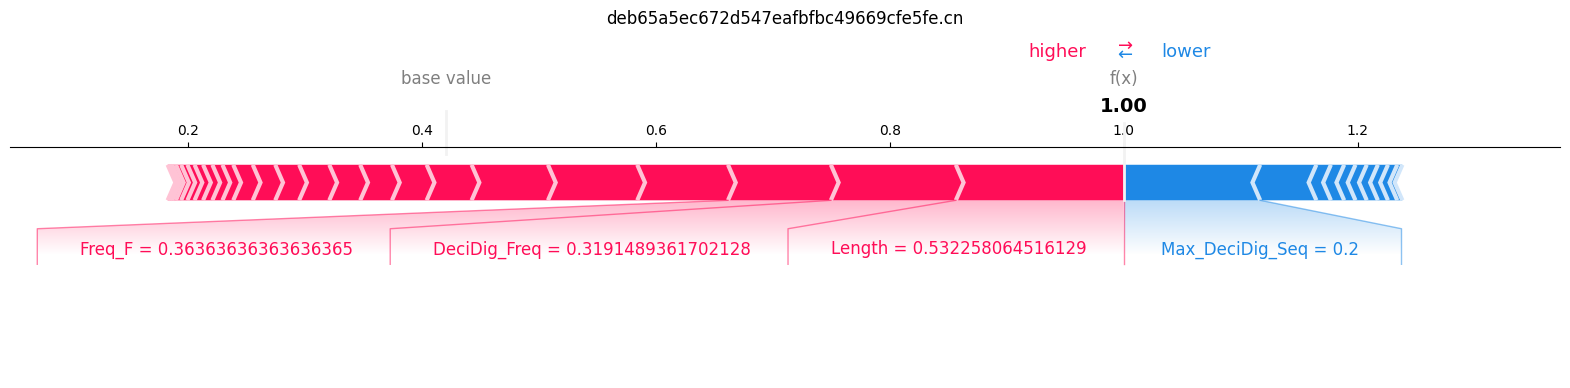 deb65a5ec672d547eafbfbc49669cfe5fe.cn
higher → ← lower
base value f(x)
1.00
0.2 0.4 0.6 0.8 1.0 1.2
Freq_F = 0.36363636363636365 DeciDig_Freq = 0.3191489361702128 Length = 0.532258064516129 Max_DeciDig_Seq = 0.2